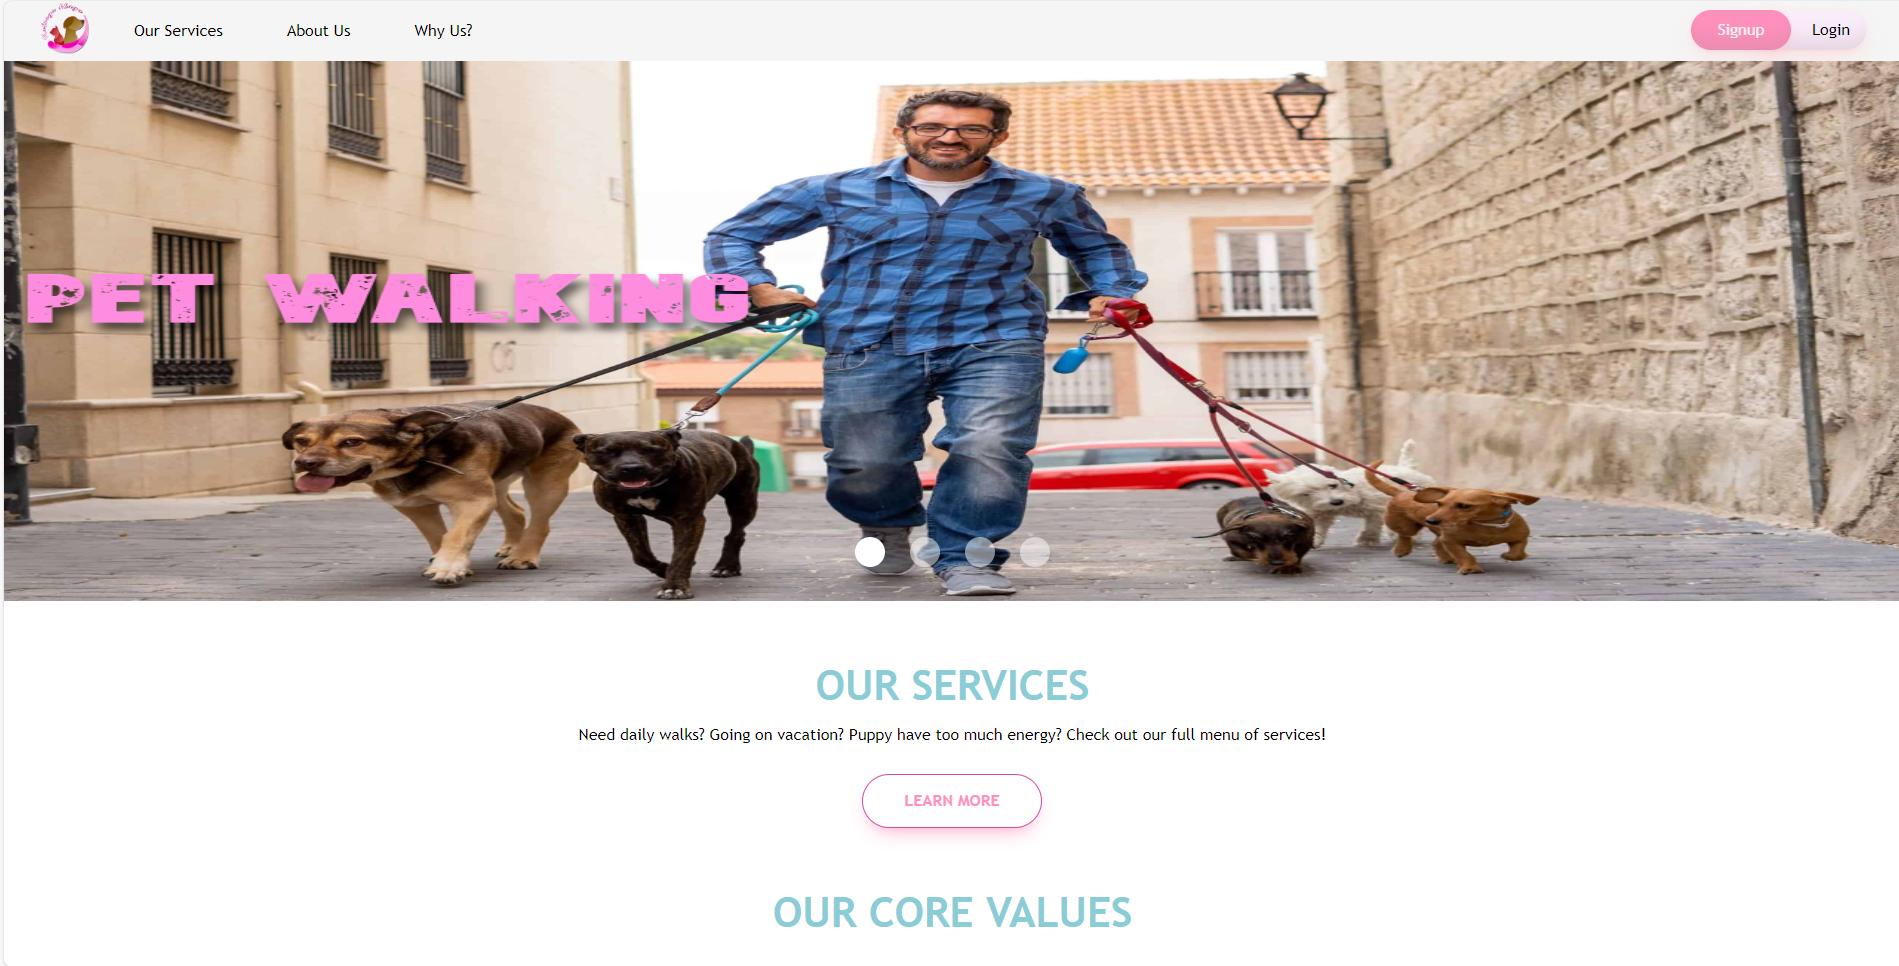 Our Services
About Us
Why Us?
Signup
Login
PET WALKING
OUR SERVICES
Need daily walks? Going on vacation? Puppy have too much energy? Check out our full menu of services!
LEARN MORE
OUR CORE VALUES